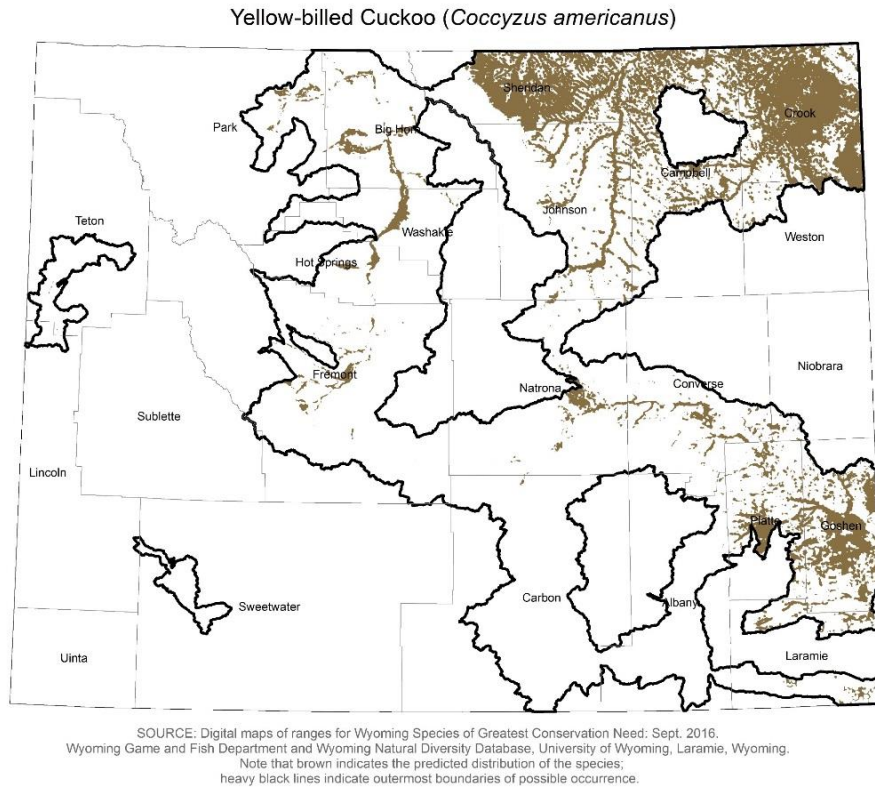 Yellow-billed Cuckoo (Coccyzus americanus)
Sheridan
Crook
Park
Big Horn
Campbell
Johnson
Teton
Washakie
Weston
Hot Springs
Fremont
Natrona
Converse
Niobrara
Sublette
Lincoln
Platte
Goshen
Sweetwater
Carbon
Albany
Uinta
Laramie
SOURCE: Digital maps of ranges for Wyoming Species of Greatest Conservation Need: Sept. 2016.
Wyoming Game and Fish Department and Wyoming Natural Diversity Database, University of Wyoming, Laramie, Wyoming.
Note that brown indicates the predicted distribution of the species;
heavy black lines indicate outermost boundaries of possible occurrence.